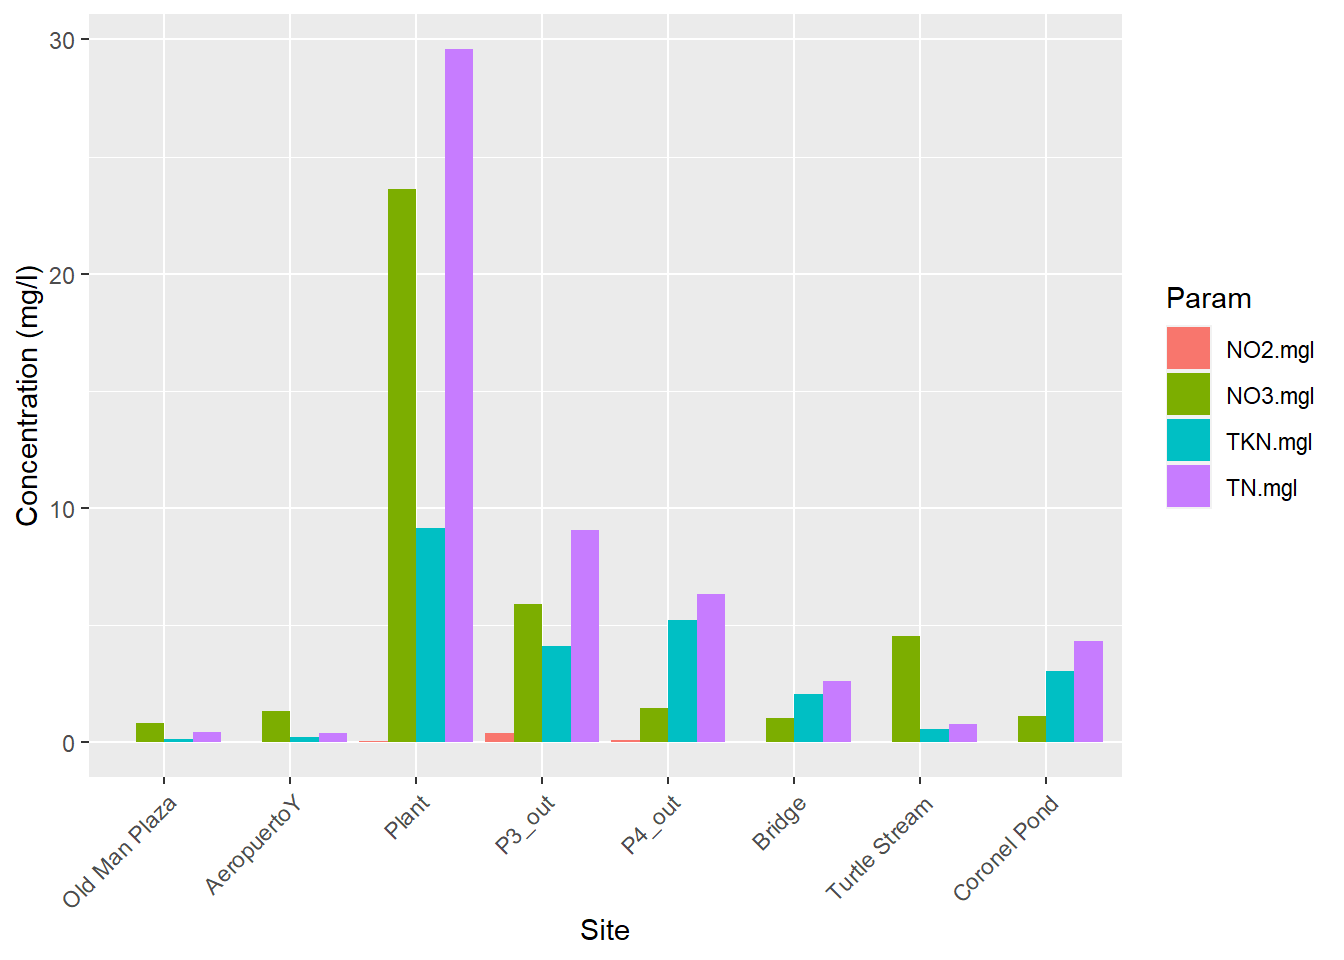 30
20
10
0
Concentration (mg/l)
Old Man Plaza
AeropuertoY
Plant
P3_out
P4_out
Bridge
Turtle Stream
Coronel Pond
Site
Param
NO2.mgl
NO3.mgl
TKN.mgl
TN.mgl